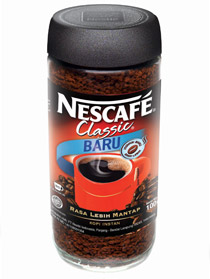 NESCAFÉ
Classic
BARU
RASA LEBIH MANTAP
KOPI INSTAN